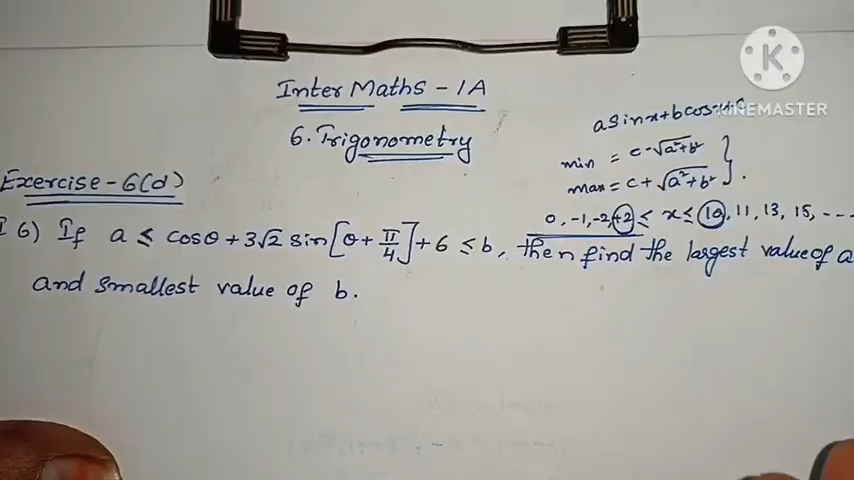 Inter Maths - 1A
6. Trigonometry
K
KINEMASTER
a sinx + b cosx + c
min = c - √a²+b²
max = c + √a²+b² }.
Exercise - 6(d)
0, -1, -2, +2 ≤ x ≤ 10, 11, 13, 15, ---
I 6) If a ≤ cosθ + 3√2 sin[θ + π/4] + 6 ≤ b, then find the largest value of a
and smallest value of b.